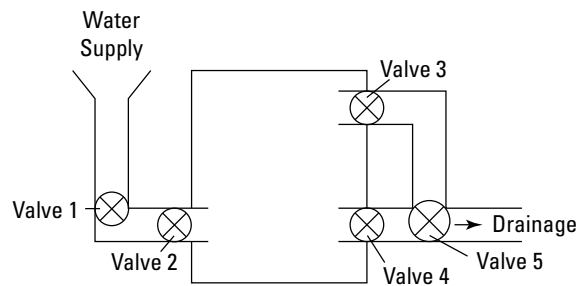 Water
Supply
Valve 3
Valve 1
Valve 2
Drainage
Valve 5
Valve 4